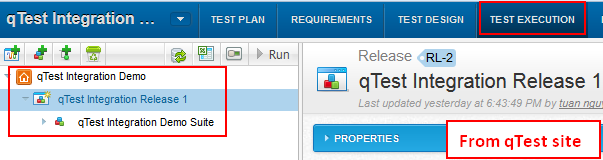 qTest Integration ... TEST PLAN REQUIREMENTS TEST DESIGN TEST EXECUTION
Run
qTest Integration Demo
qTest Integration Release 1
qTest Integration Demo Suite
Release RL-2
qTest Integration Release 1
Last updated yesterday at 6:43:49 PM by tuan
PROPERTIES
From qTest site